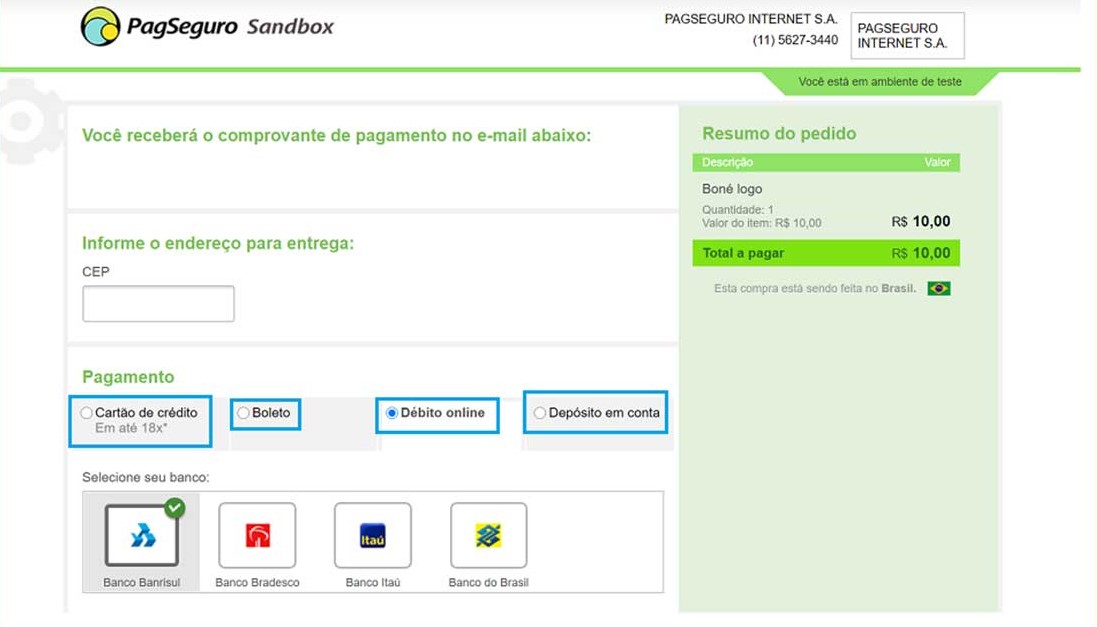 PagSeguro Sandbox
PAGSEGURO INTERNET S.A.
(11) 5627-3440
PAGSEGURO
INTERNET S.A.
Você está em ambiente de teste
Você receberá o comprovante de pagamento no e-mail abaixo:
Informe o endereço para entrega:
CEP
Pagamento
Cartão de crédito
Em até 18x*
Boleto
Débito online
Depósito em conta
Selecione seu banco:
Itaú
Banco Banrisul
Banco Bradesco
Banco Itaú
Banco do Brasil
Resumo do pedido
Descrição Valor
Boné logo
Quantidade: 1
Valor do item: R$ 10,00 R$ 10,00
Total a pagar R$ 10,00
Esta compra está sendo feita no Brasil.